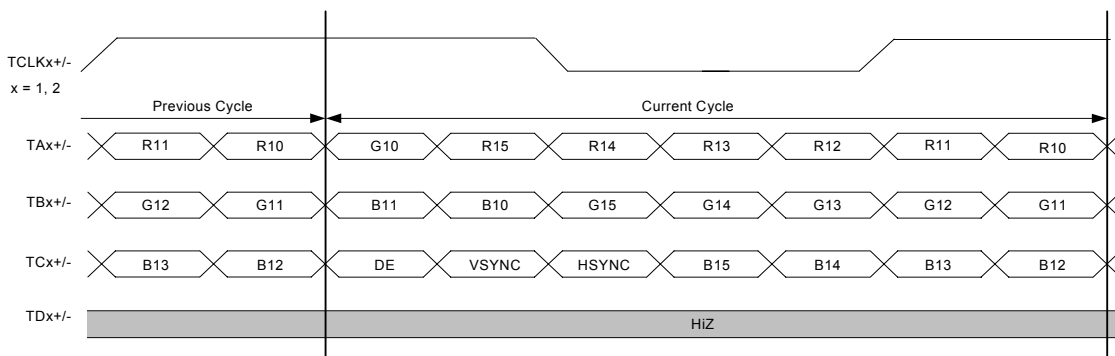 TCLKx+/-
x = 1, 2
Previous Cycle Current Cycle
TAx+/- R11 R10 G10 R15 R14 R13 R12 R11 R10
TBx+/- G12 G11 B11 B10 G15 G14 G13 G12 G11
TCx+/- B13 B12 DE VSYNC HSYNC B15 B14 B13 B12
TDx+/- HiZ